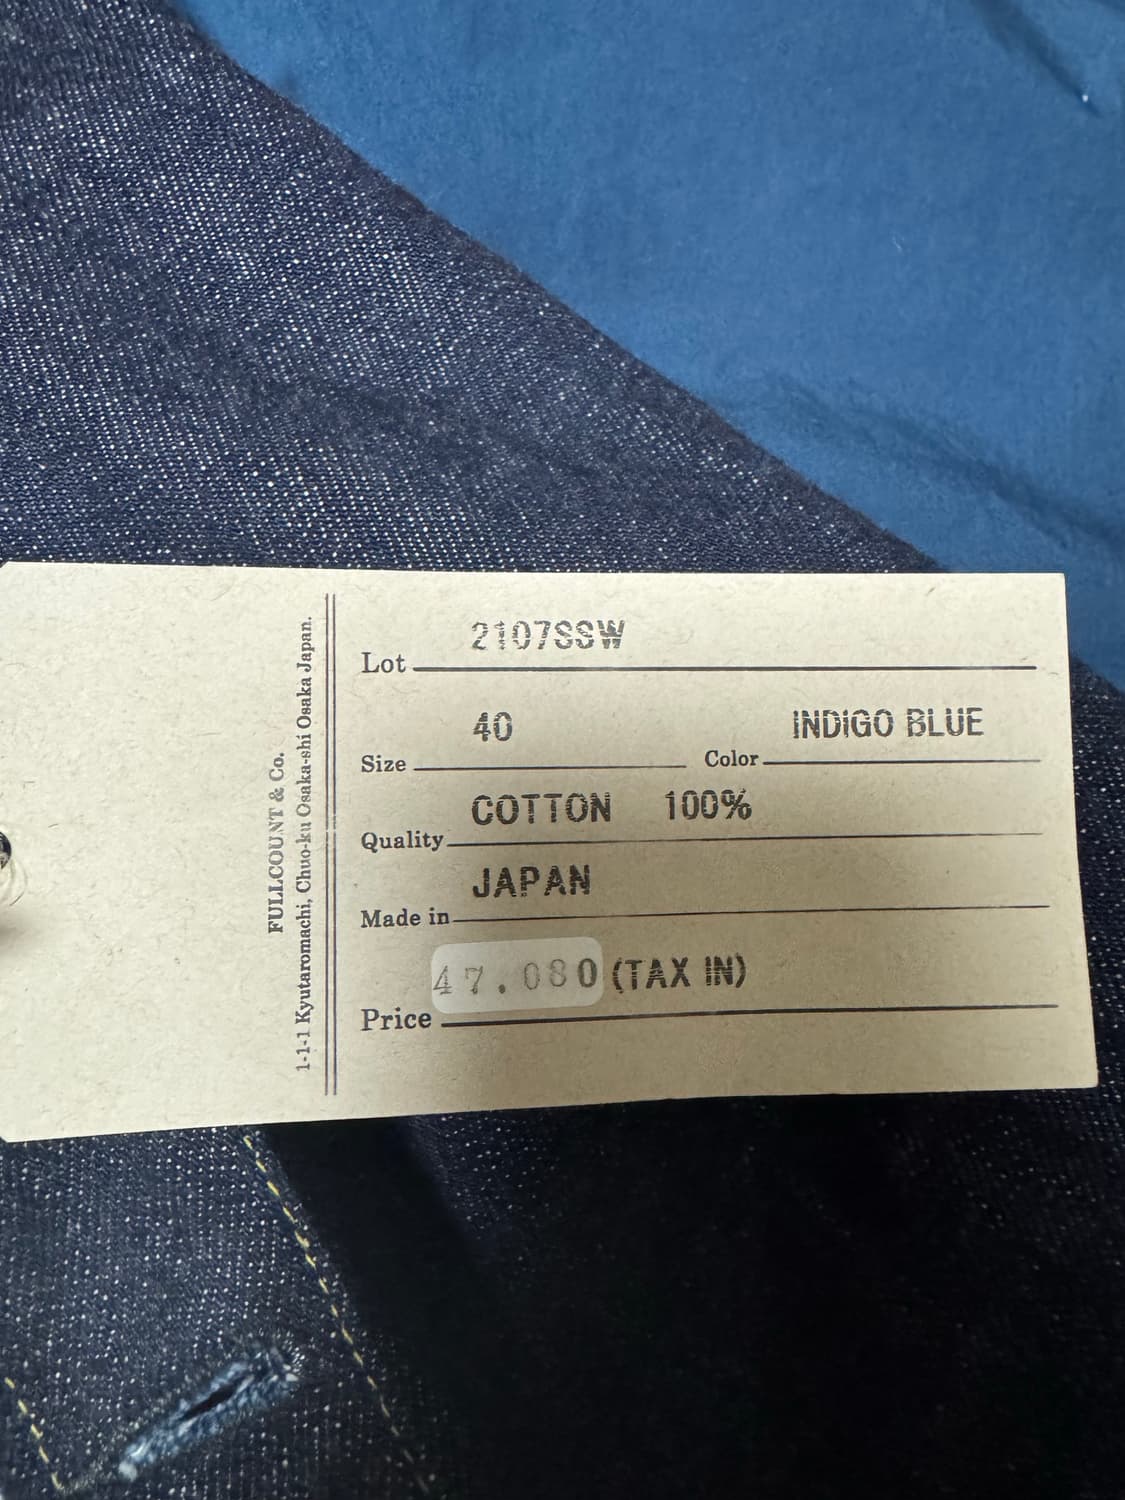 FULLCOUNT & Co.
1-1-1 Kyutaromachi, Chuo-ku Osaka-shi Osaka Japan.
Lot 2107SSW
Size 40 Color INDIGO BLUE
Quality COTTON 100%
Made in JAPAN
Price 47.080 (TAX IN)